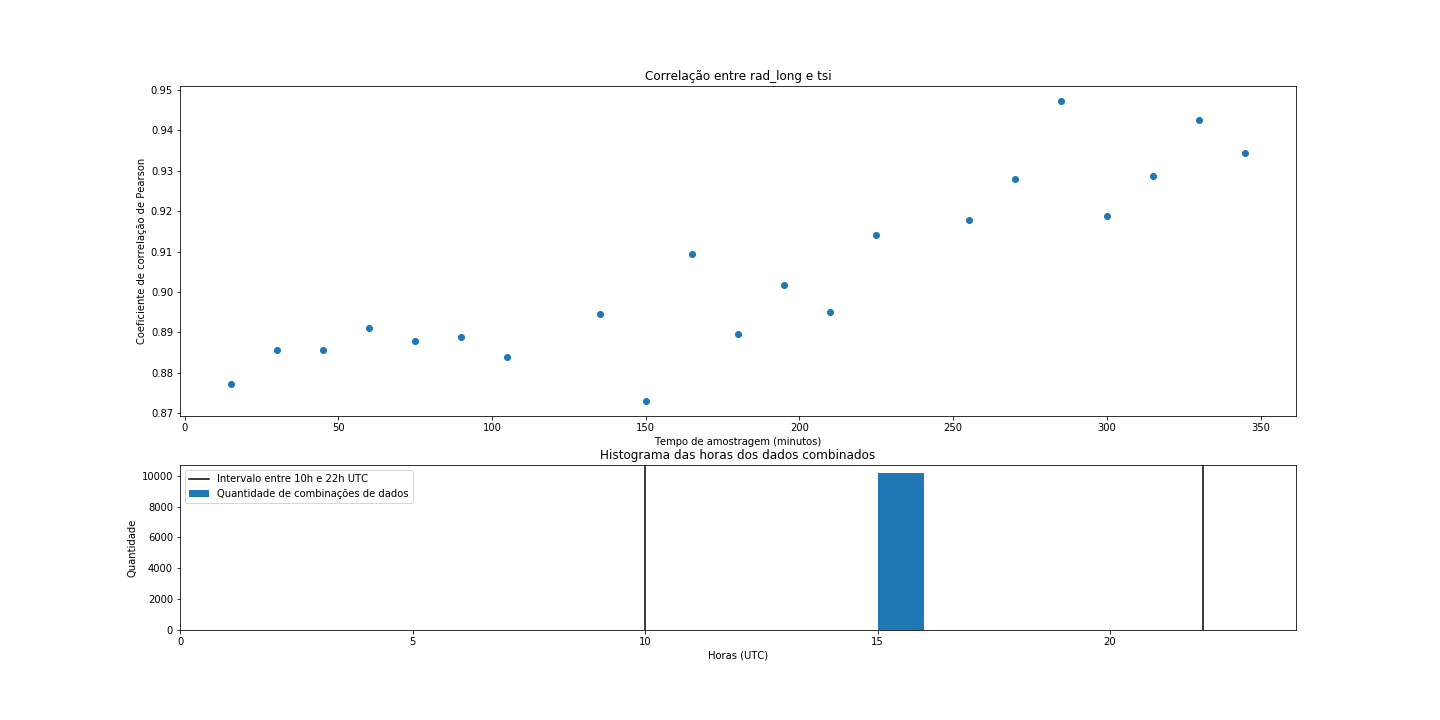 Correlação entre rad_long e tsi
0.95
0.94
0.93
0.92
0.91
0.90
0.89
0.88
0.87
Coeficiente de correlação de Pearson
0 50 100 150 200 250 300 350
Tempo de amostragem (minutos)
Histograma das horas dos dados combinados
Intervalo entre 10h e 22h UTC
Quantidade de combinações de dados
10000
8000
6000
4000
2000
0
Quantidade
0 5 10 15 20
Horas (UTC)